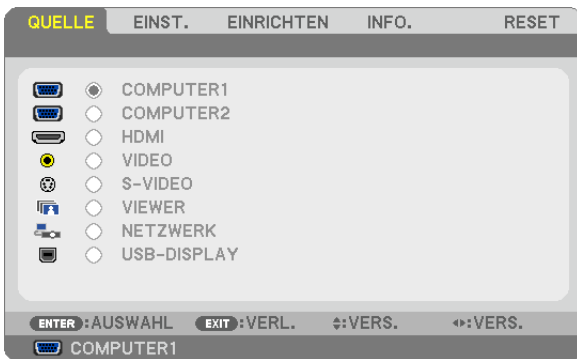 QUELLE EINST. EINRICHTEN INFO. RESET
COMPUTER1
COMPUTER2
HDMI
VIDEO
S-VIDEO
VIEWER
NETZWERK
USB-DISPLAY
ENTER:AUSWAHL EXIT:VERL. :VERS. :VERS.
COMPUTER1